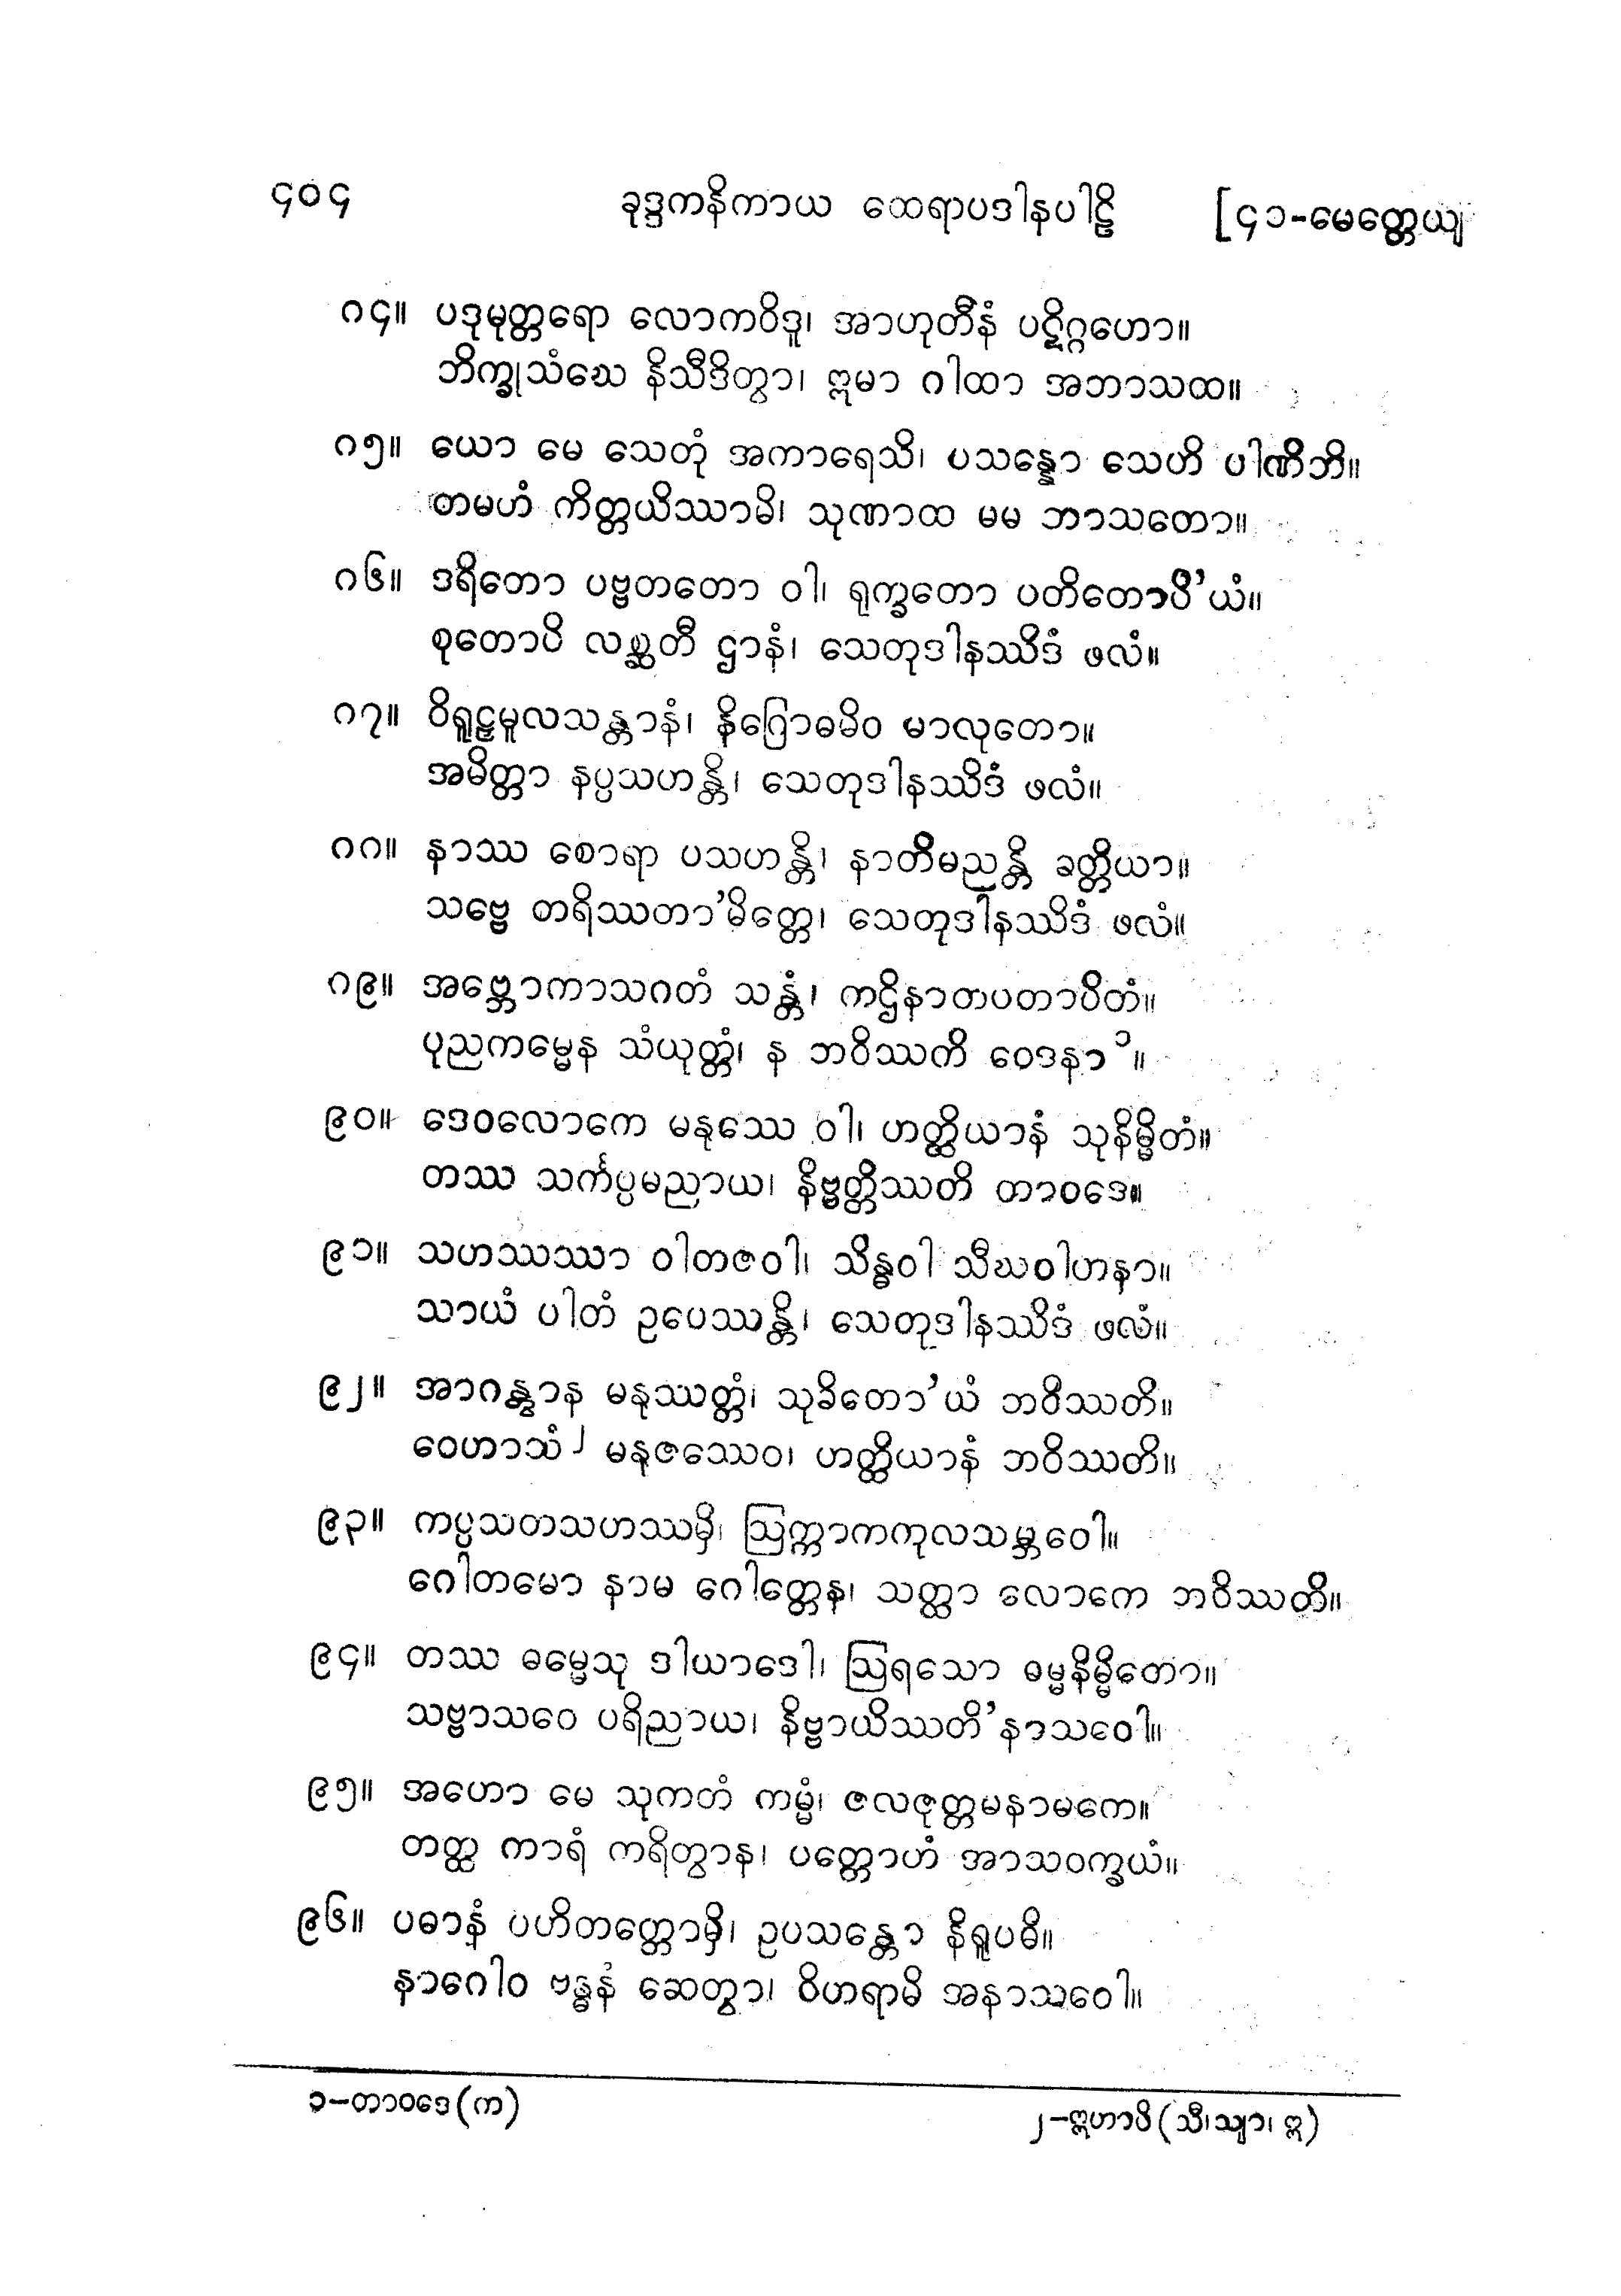 ၄၀၄ ခုဒ္ဒကနိကာယ ထေရာပဒါနပါဠိ [၄၁-မေတ္တေယျ
၈၄။ ပဒုမုတ္တရော လောကဝိဒူ၊ အာဟုတီနံ ပဋိဂ္ဂဟော။
ဘိက္ခုသံဃေ နိသီဒိတွာ၊ ဣမာ ဂါထာ အဘာသထ။
၈၅။ ယော မေ သေတုံ အကာရေသိ၊ ပသန္နော သေဟိ ပါဏိဘိ။
တမဟံ ကိတ္တယိဿာမိ၊ သုဏာထ မမ ဘာသတော။
၈၆။ ဒရိတော ပဗ္ဗတတော ဝါ၊ ရုက္ခတော ပတိတောပိ’ယံ။
စုတောပိ လစ္ဆတီ ဌာနံ၊ သေတုဒါနဿိဒံ ဖလံ။
၈၇။ ဝိရူဠှမူလသန္တာနံ၊ နိဂြောဓမိဝ မာလုတော။
အမိတ္တာ နပ္ပသဟန္တိ၊ သေတုဒါနဿိဒံ ဖလံ။
၈၈။ နာဿ စောရာ ပသဟန္တိ၊ နာတိမညန္တိ ခတ္တိယာ။
သဗ္ဗေ တရိဿတာ’မိတ္တေ၊ သေတုဒါနဿိဒံ ဖလံ။
၈၉။ အဗ္ဘောကာသဂတံ သန္တံ၊ ကဌိနာတပတာပိတံ။
ပုညကမ္မေန သံယုတ္တံ၊ န ဘဝိဿကိ ဝေဒနာ ၁။
၉၀။ ဒေဝလောကေ မနုဿေ ဝါ၊ ဟတ္ထိယာနံ သုနိမ္မိတံ။
တဿ သင်္ကပ္ပမညာယ၊ နိဗ္ဗတ္တိဿတိ တာဝဒေ။
၉၁။ သဟဿဿာ ဝါတဇဝါ၊ သိန္ဓဝါ သီဃဝါဟနာ။
သာယံ ပါတံ ဥပေဿန္တိ၊ သေတုဒါနဿိဒံ ဖလံ။
၉၂။ အာဂန္တွာန မနုဿတ္တံ၊ သုခိတော’ယံ ဘဝိဿတိ။
ဝေဟာသံ ၂ မနုဇဿေဝ၊ ဟတ္ထိယာနံ ဘဝိဿတိ။
၉၃။ ကပ္ပသတသဟဿမှိ၊ ဩက္ကာကကုလသမ္ဘဝေါ။
ဂေါတမော နာမ ဂေါတ္တေန၊ သတ္ထာ လောကေ ဘဝိဿတိ။
၉၄။ တဿ ဓမ္မေသု ဒါယာဒေါ၊ ဩရသော ဓမ္မနိမ္မိတော။
သဗ္ဗာသဝေ ပရိညာယ၊ နိဗ္ဗာယိဿတိ’နာသဝေါ။
၉၅။ အဟော မေ သုကတံ ကမ္မံ၊ ဇလဇုတ္တမနာမကေ။
တတ္ထ ကာရံ ကရိတွာန၊ ပတ္တောဟံ အာသဝက္ခယံ။
၉၆။ ပဓာနံ ပဟိတတ္တောမှိ၊ ဥပသန္တော နိရူပဓိ။
နာဂေါဝ ဗန္ဓနံ ဆေတွာ၊ ဝိဟရာမိ အနာသဝေါ။
၁-တာဝဒေ(က) ၂-ဣဟာပိ(သီ၊သျာ၊ ဣ)